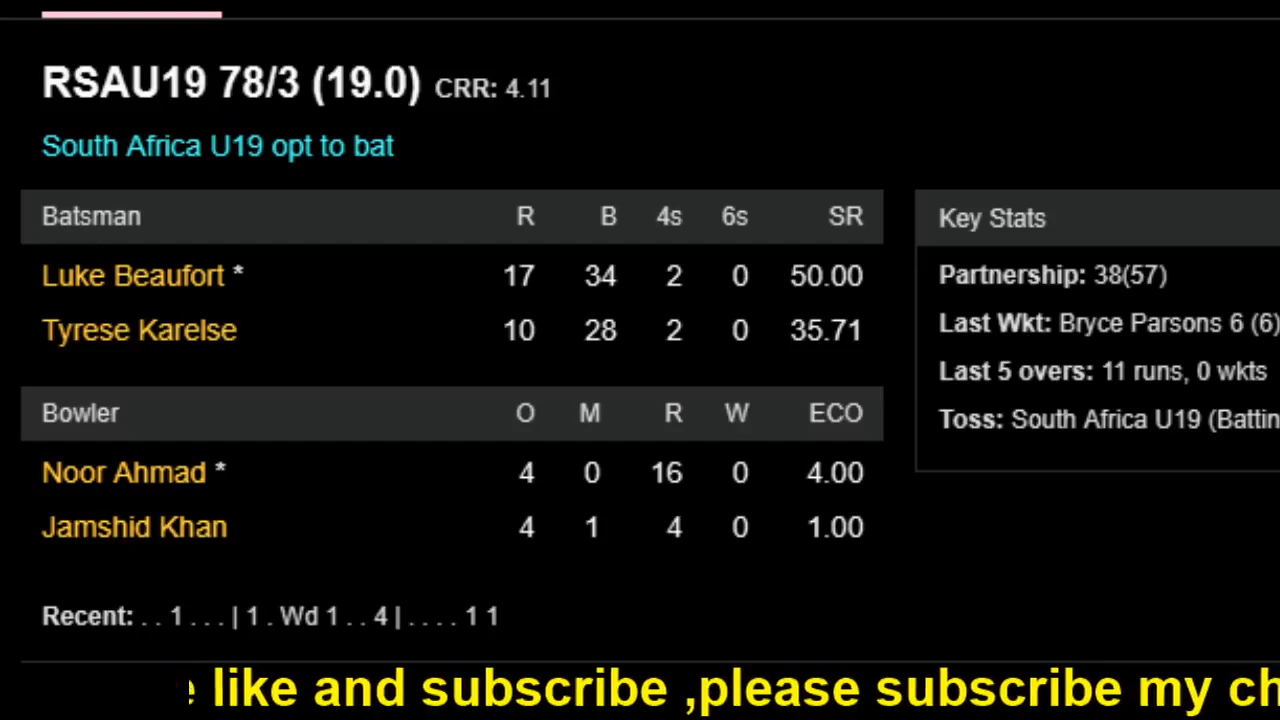 RSAU19 78/3 (19.0) CRR: 4.11
South Africa U19 opt to bat
Batsman R B 4s 6s SR
Luke Beaufort * 17 34 2 0 50.00
Tyrese Karelse 10 28 2 0 35.71
Bowler O M R W ECO
Noor Ahmad * 4 0 16 0 4.00
Jamshid Khan 4 1 4 0 1.00
Recent: . . 1 . . . | 1 . Wd 1 . . 4 | . . . . 1 1
Key Stats
Partnership: 38(57)
Last Wkt: Bryce Parsons 6 (6)
Last 5 overs: 11 runs, 0 wkts
Toss: South Africa U19 (Battin
like and subscribe ,please subscribe my ch